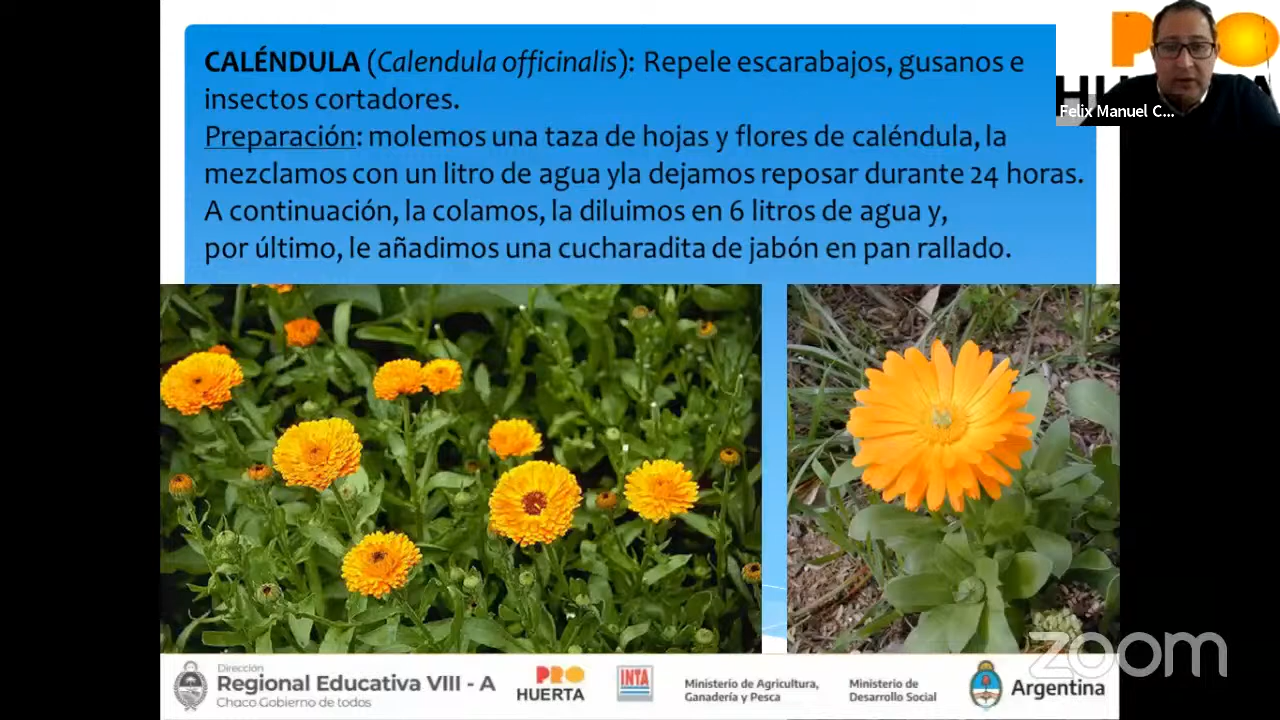 CALÉNDULA (Calendula officinalis): Repele escarabajos, gusanos e
insectos cortadores.
Preparación: molemos una taza de hojas y flores de caléndula, la
mezclamos con un litro de agua yla dejamos reposar durante 24 horas.
A continuación, la colamos, la diluimos en 6 litros de agua y,
por último, le añadimos una cucharadita de jabón en pan rallado.
Felix Manuel C...
zoom
Dirección
Regional Educativa VIII - A
Chaco Gobierno de todos
PRO
HUERTA
INTA
Ministerio de Agricultura,
Ganadería y Pesca
Ministerio de
Desarrollo Social
Argentina